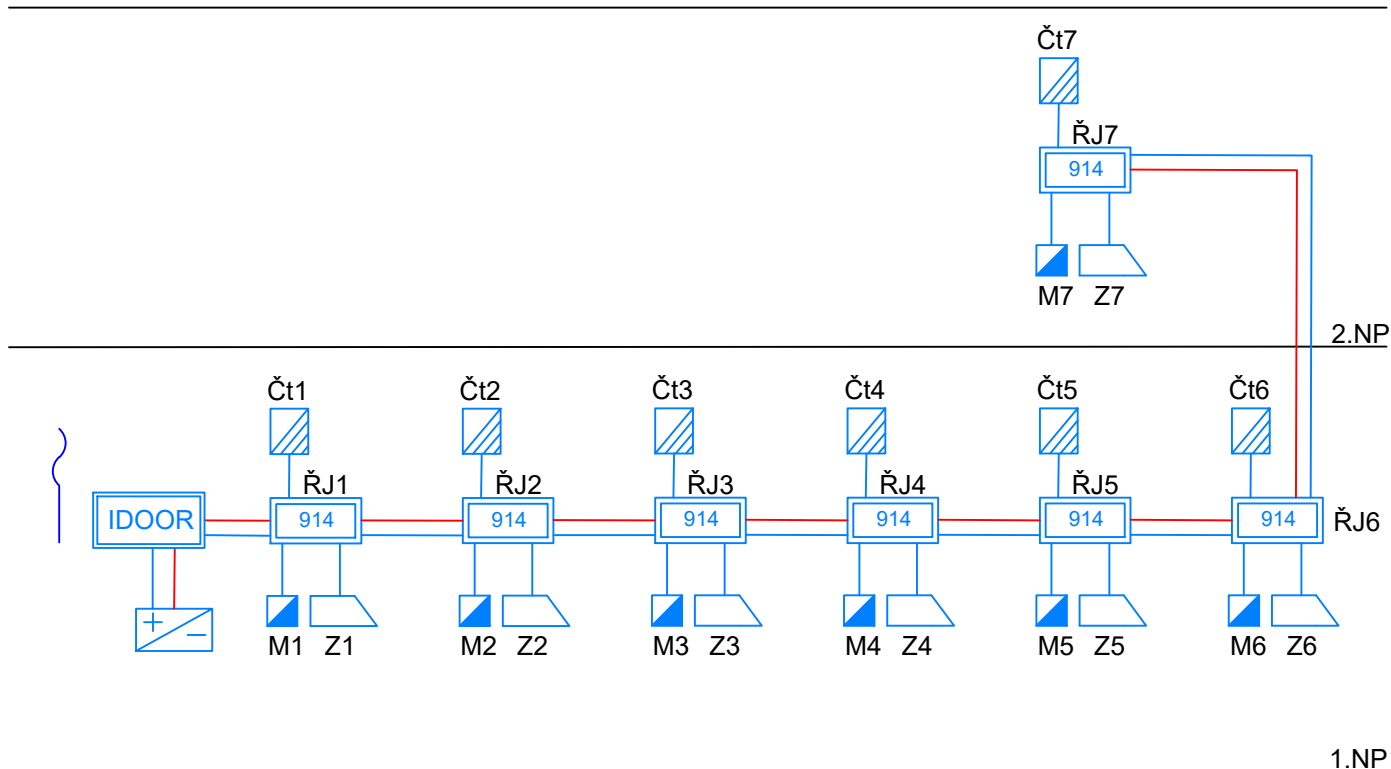 Čt7
ŘJ7
914
M7 Z7
2.NP
Čt1 Čt2 Čt3 Čt4 Čt5 Čt6
ŘJ1 ŘJ2 ŘJ3 ŘJ4 ŘJ5
IDOOR 914 914 914 914 914 914 ŘJ6
+ −
M1 Z1 M2 Z2 M3 Z3 M4 Z4 M5 Z5 M6 Z6
1.NP